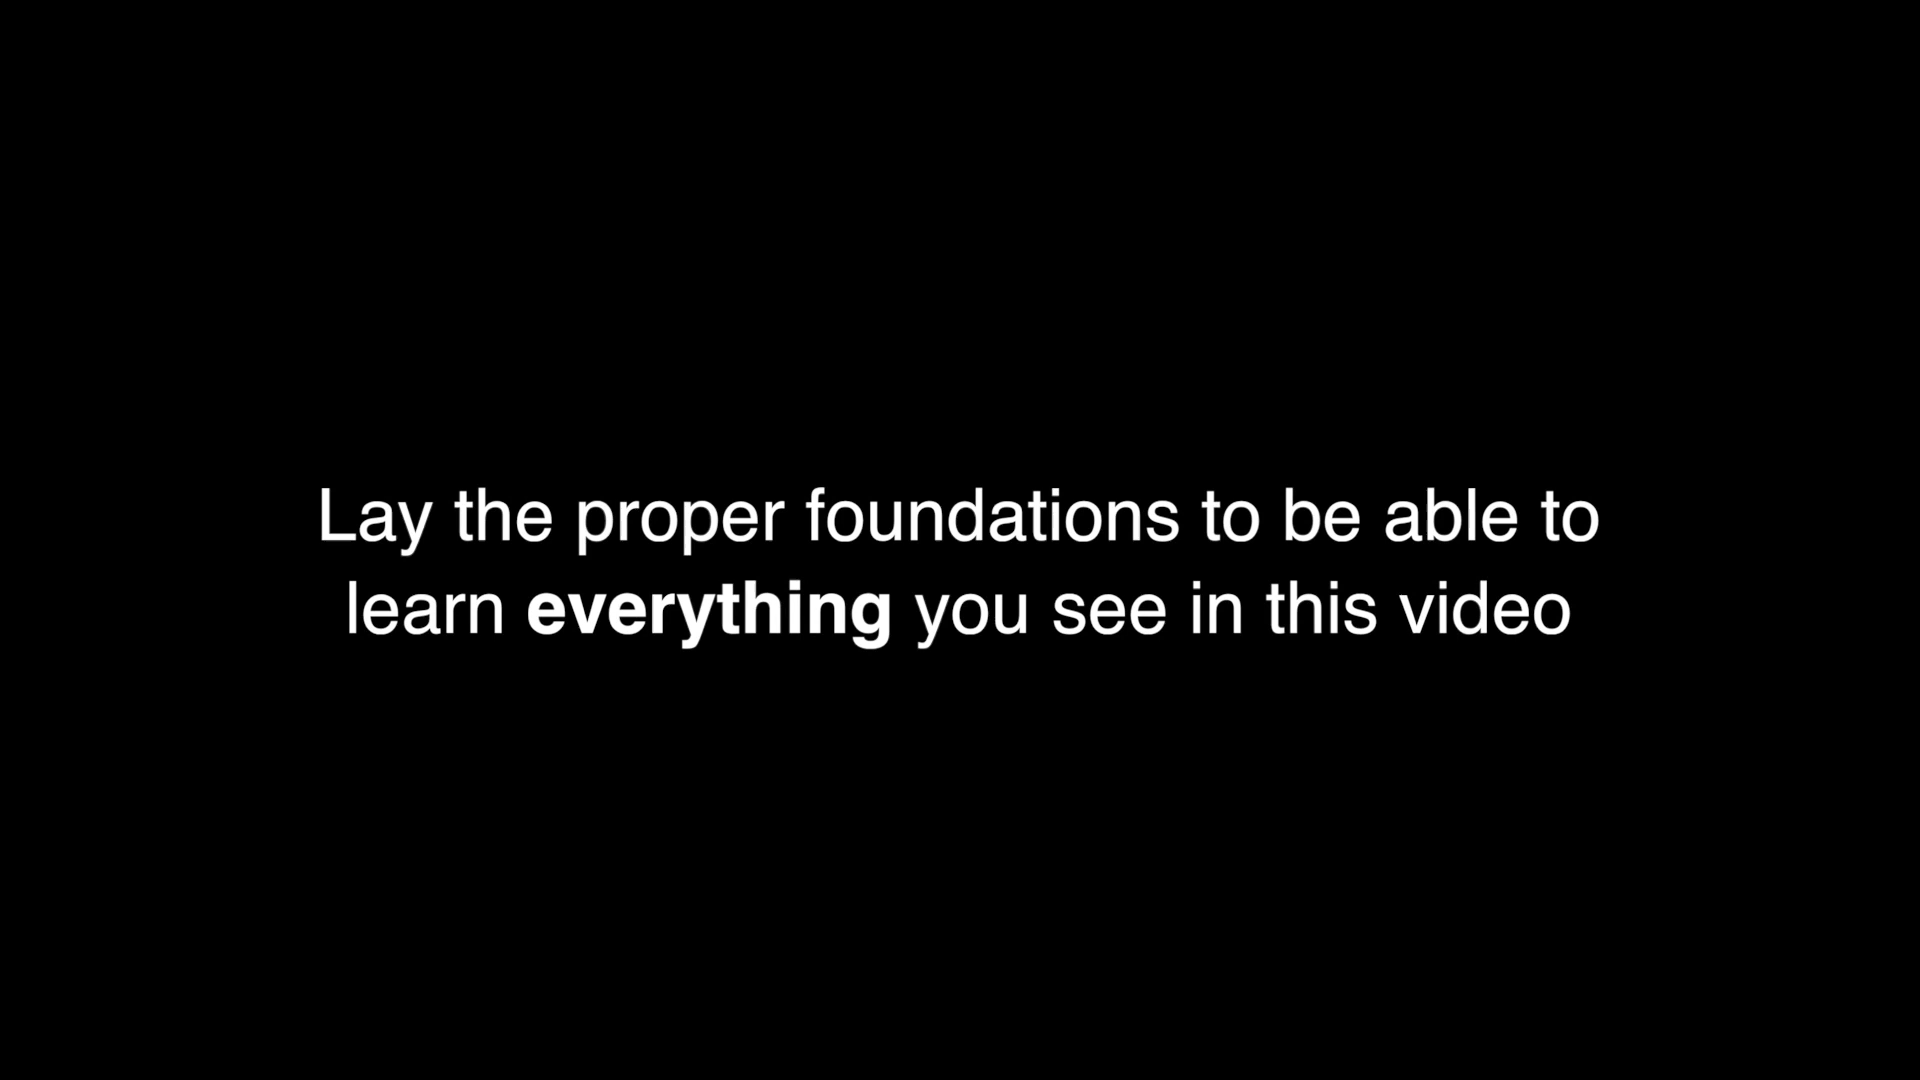 Lay the proper foundations to be able to
learn everything you see in this video